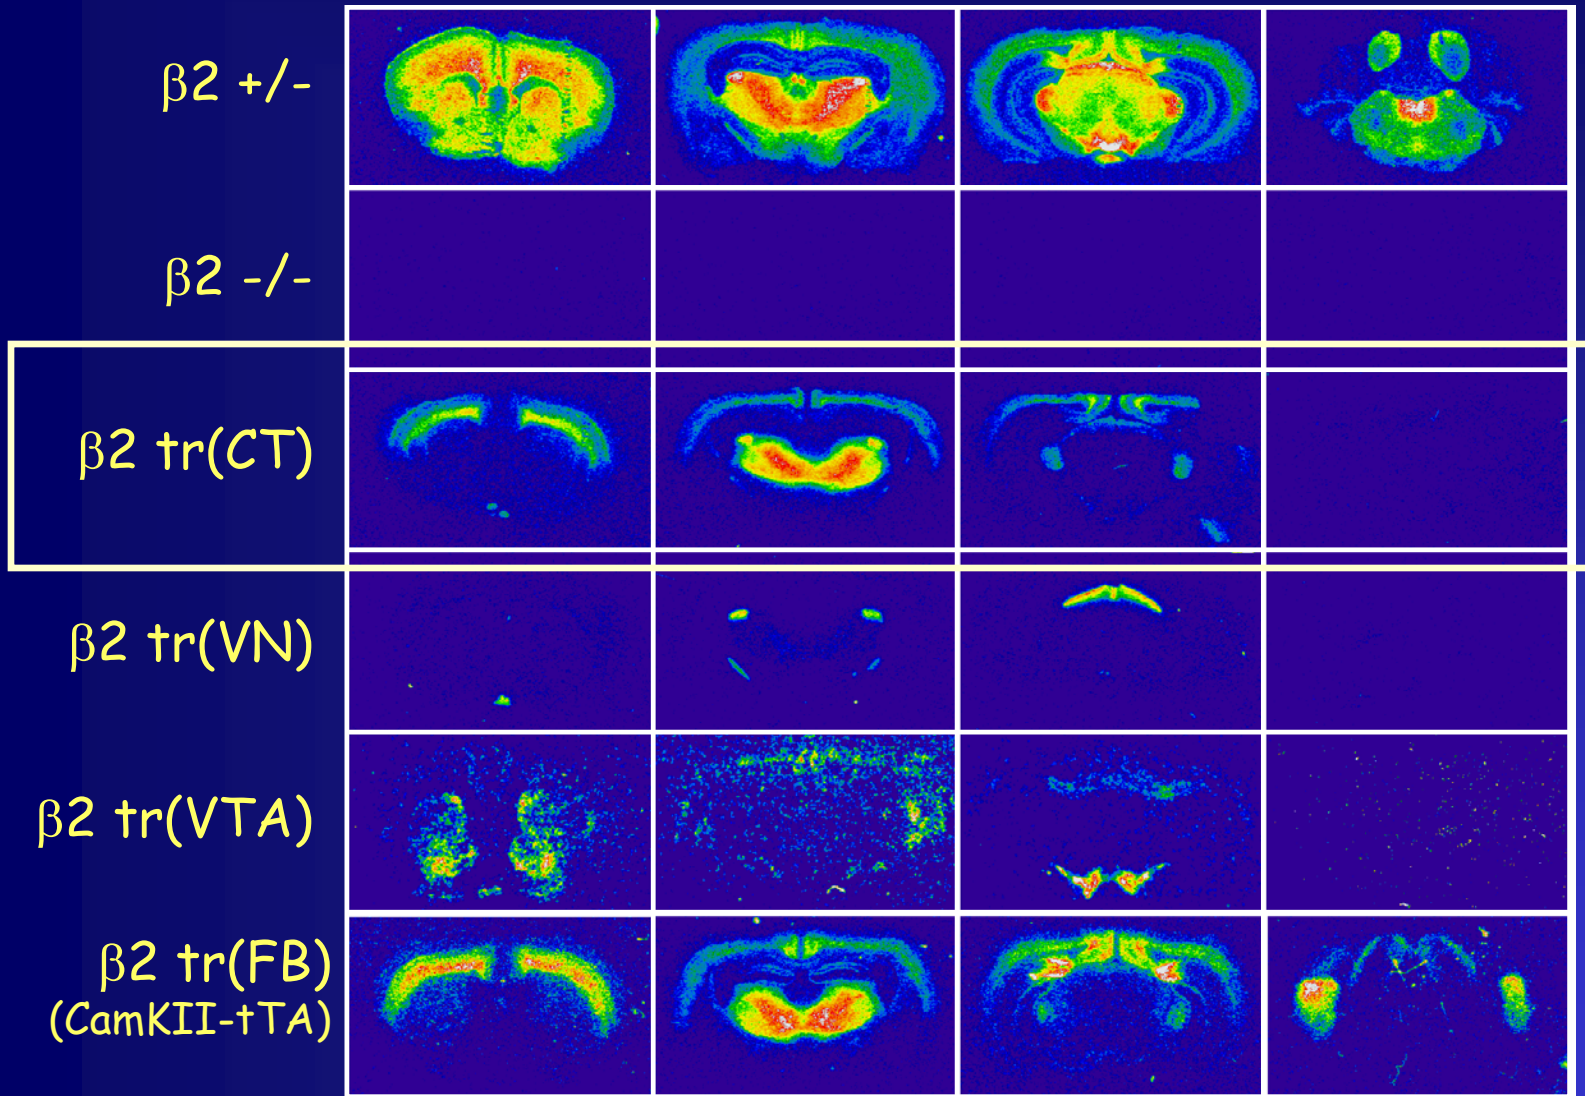 β2 +/-
β2 -/-
β2 tr(CT)
β2 tr(VN)
β2 tr(VTA)
β2 tr(FB)
(CamKII-tTA)